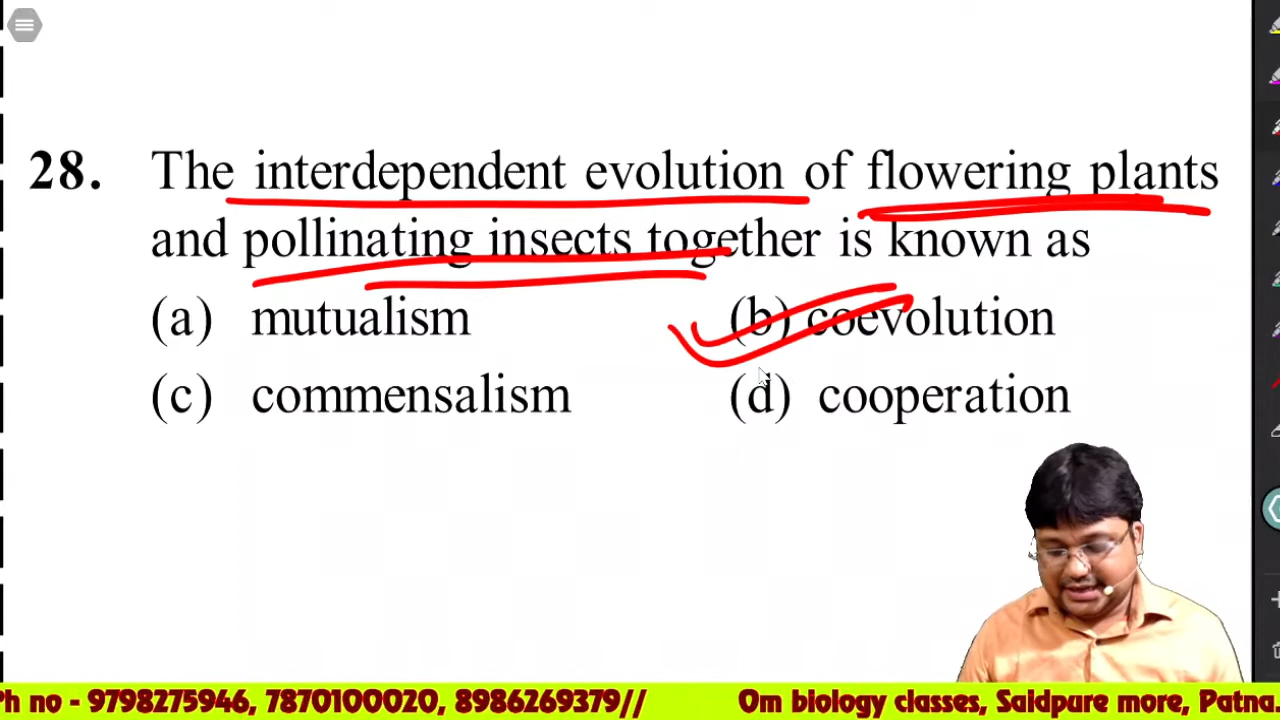 28. The interdependent evolution of flowering plants
and pollinating insects together is known as
(a) mutualism (b) coevolution
(c) commensalism (d) cooperation
Ph no - 9798275946, 7870100020, 8986269379// Om biology classes, Saidpure more, Patna.